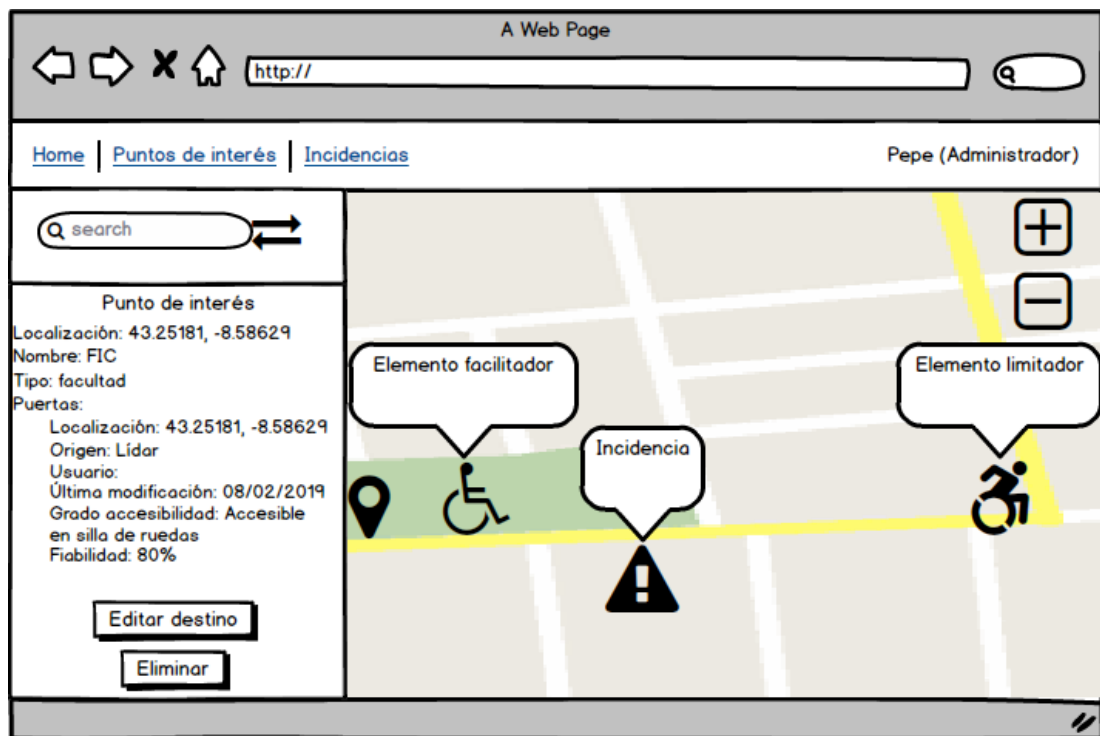 A Web Page
http://
Home Puntos de interés Incidencias Pepe (Administrador)
search
Punto de interés
Localización: 43.25181, -8.58629
Nombre: FIC
Tipo: facultad
Puertas:
Localización: 43.25181, -8.58629
Origen: Lídar
Usuario:
Última modificación: 08/02/2019
Grado accesibilidad: Accesible
en silla de ruedas
Fiabilidad: 80%
Editar destino
Eliminar
Elemento facilitador
Incidencia
Elemento limitador